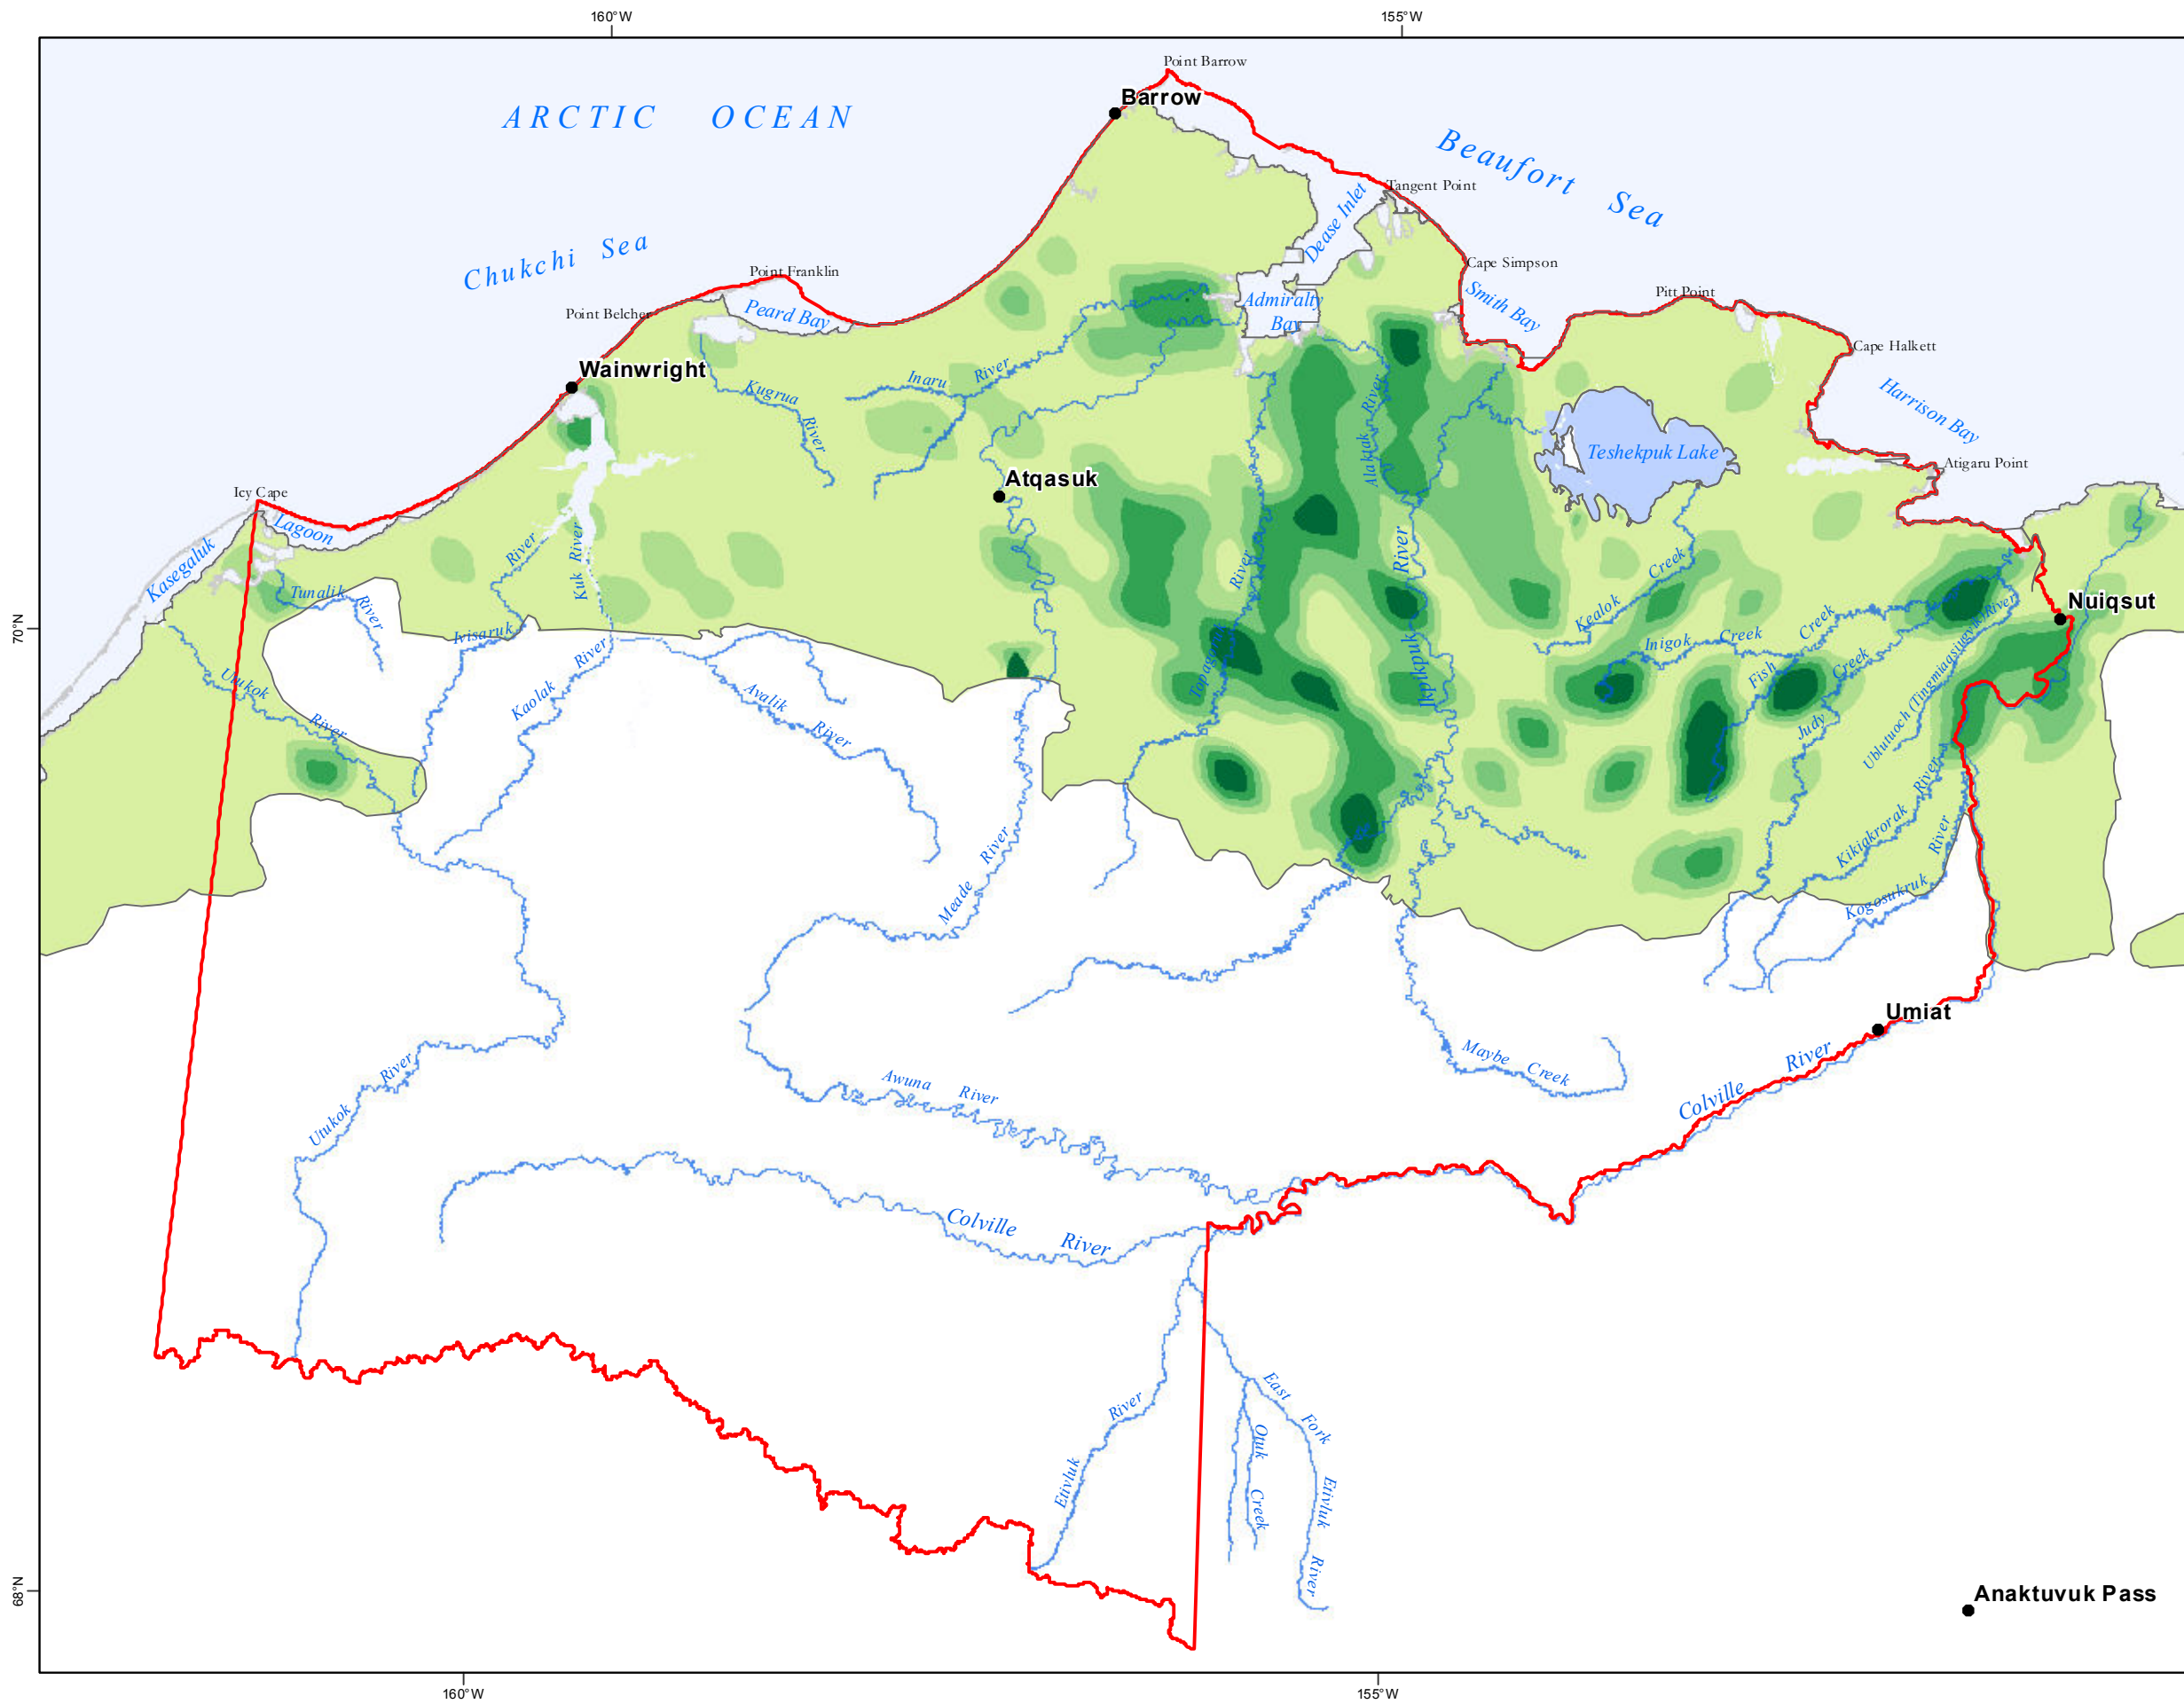 160°W
155°W
Point Barrow
Barrow
ARCTIC OCEAN
Beaufort Sea
Tangent Point
Dease Inlet
Chukchi Sea
Cape Simpson
Point Franklin
Smith Bay
Pitt Point
Admiralty
Bay
Point Belcher
Peard Bay
Cape Halkett
Wainwright
Inaru River
Kugrua River
Harrison Bay
Alaktak River
Teshekpuk Lake
Atigaru Point
Atqasuk
Icy Cape
Kasegaluk Lagoon
River
Kuk River
River
River
Kealok Creek
Tunalik River
Nuiqsut
70°N
Ivisaruk
River
Topagoruk
Ikpikpuk
Inigok Creek
Creek
Fish
Creek
Judy
Ublutuoch (Tingmiaqsiugvik) River
Utukok
River
Kaolak
Avalik
River
Kikiakrorak River
River
Kogosukruk
River
Meade
Umiat
Maybe Creek
River
Utukok
Awuna River
Colville River
Colville River
River
Etivluk
East Fork Etivluk River
Otuk Creek
68°N
Anaktuvuk Pass
160°W
155°W